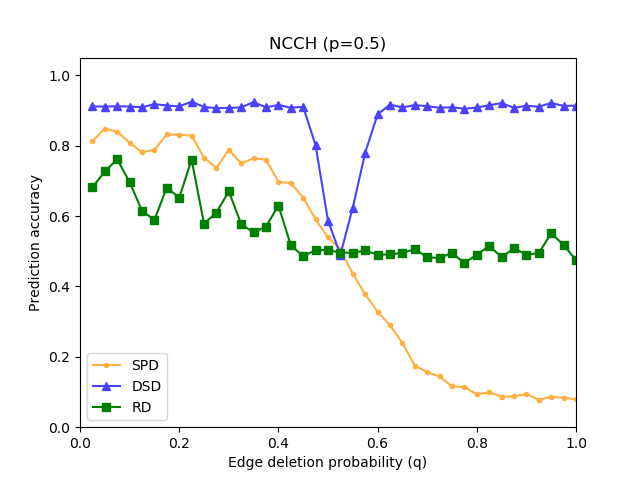 NCCH (p=0.5)
Prediction accuracy
1.0
0.8
0.6
0.4
0.2
0.0
SPD
DSD
RD
0.0 0.2 0.4 0.6 0.8 1.0
Edge deletion probability (q)